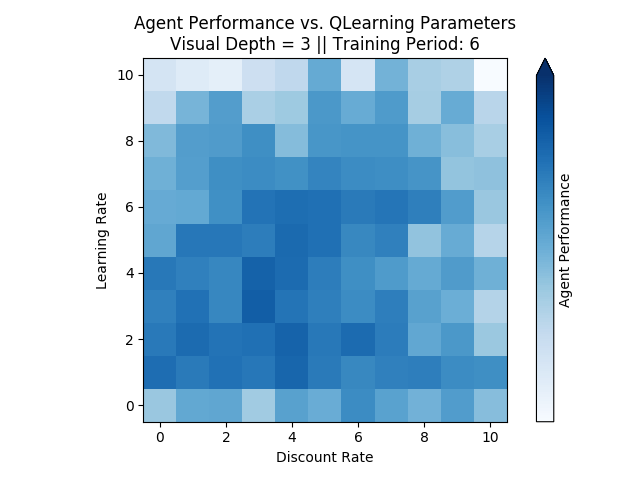 Agent Performance vs. QLearning Parameters
Visual Depth = 3 || Training Period: 6
10
8
6
4
2
0
Learning Rate
0 2 4 6 8 10
Discount Rate
Agent Performance